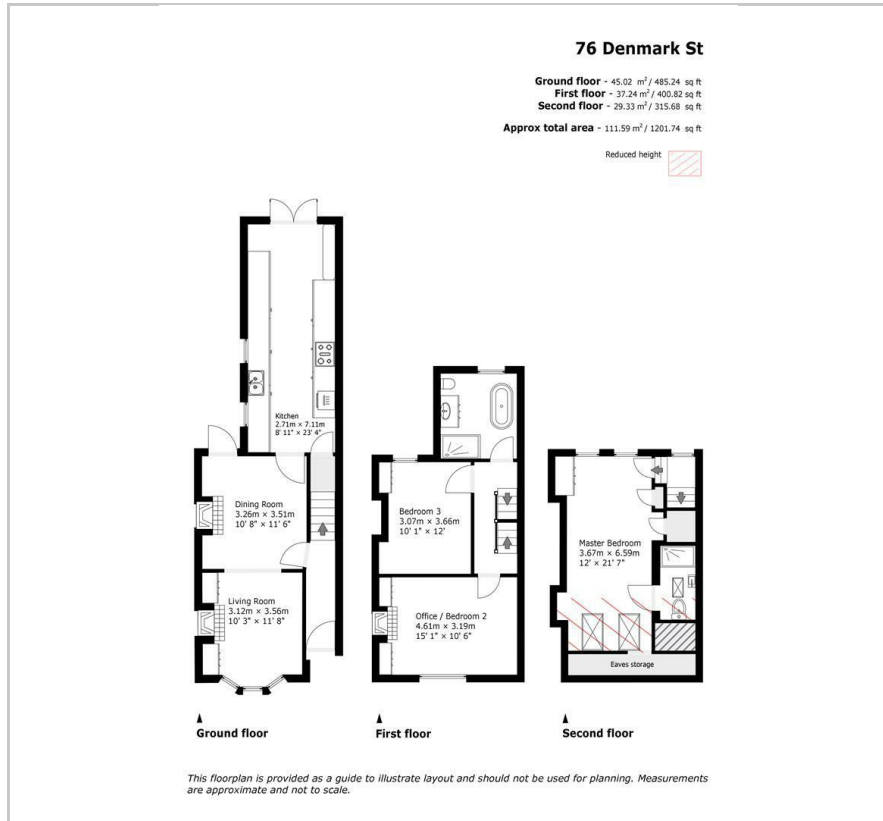 76 Denmark St
Ground floor - 45.02 m²/ 485.24 sq ft
First floor - 37.24 m²/ 400.82 sq ft
Second floor - 29.33 m²/ 315.68 sq ft
Approx total area - 111.59 m²/ 1201.74 sq ft
Reduced height
Kitchen
2.71m × 7.11m
8' 11" × 23' 4"
Dining Room
3.26m × 3.51m
10' 8" × 11' 6"
Living Room
3.12m × 3.56m
10' 3" × 11' 8"
Bedroom 3
3.07m × 3.66m
10' 1" × 12'
Office / Bedroom 2
4.61m × 3.19m
15' 1" × 10' 6"
Master Bedroom
3.67m × 6.59m
12' × 21' 7"
Eaves storage
Ground floor
First floor
Second floor
This floorplan is provided as a guide to illustrate layout and should not be used for planning. Measurements
are approximate and not to scale.